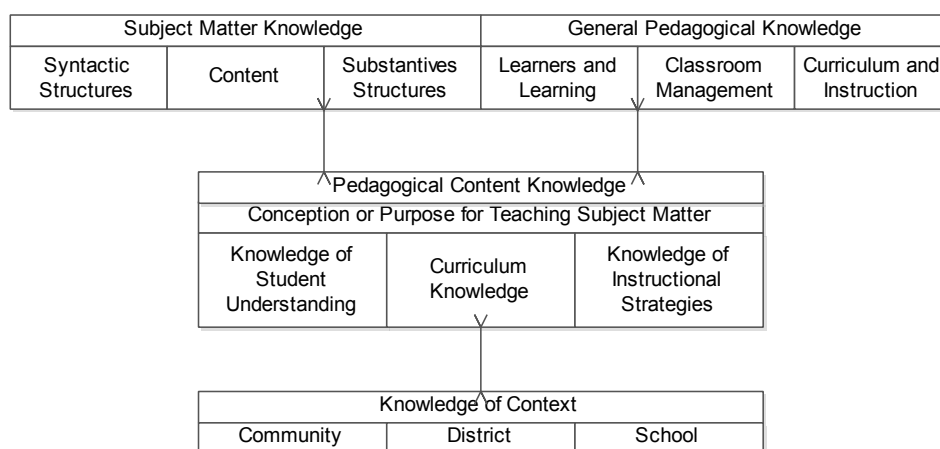 Subject Matter Knowledge
General Pedagogical Knowledge
Syntactic
Structures
Content
Substantives
Structures
Learners and
Learning
Classroom
Management
Curriculum and
Instruction
Pedagogical Content Knowledge
Conception or Purpose for Teaching Subject Matter
Knowledge of
Student
Understanding
Curriculum
Knowledge
Knowledge of
Instructional
Strategies
Knowledge of Context
Community
District
School